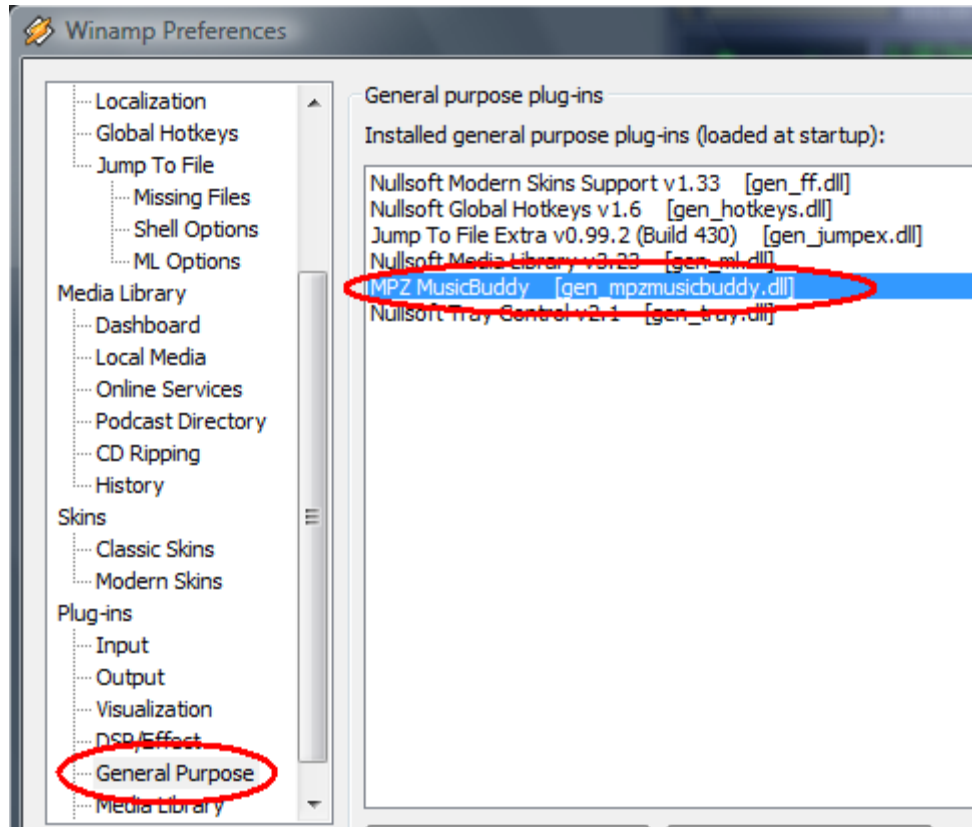 Winamp Preferences
Localization
Global Hotkeys
Jump To File
Missing Files
Shell Options
ML Options
Media Library
Dashboard
Local Media
Online Services
Podcast Directory
CD Ripping
History
Skins
Classic Skins
Modern Skins
Plug-ins
Input
Output
Visualization
DSP/Effect
General Purpose
Media Library
General purpose plug-ins
Installed general purpose plug-ins (loaded at startup):
Nullsoft Modern Skins Support v1.33 [gen_ff.dll]
Nullsoft Global Hotkeys v1.6 [gen_hotkeys.dll]
Jump To File Extra v0.99.2 (Build 430) [gen_jumpex.dll]
Nullsoft Media Library v3.23 [gen_ml.dll]
MPZ MusicBuddy [gen_mpzmusicbuddy.dll]
Nullsoft Tray Control v2.1 [gen_tray.dll]